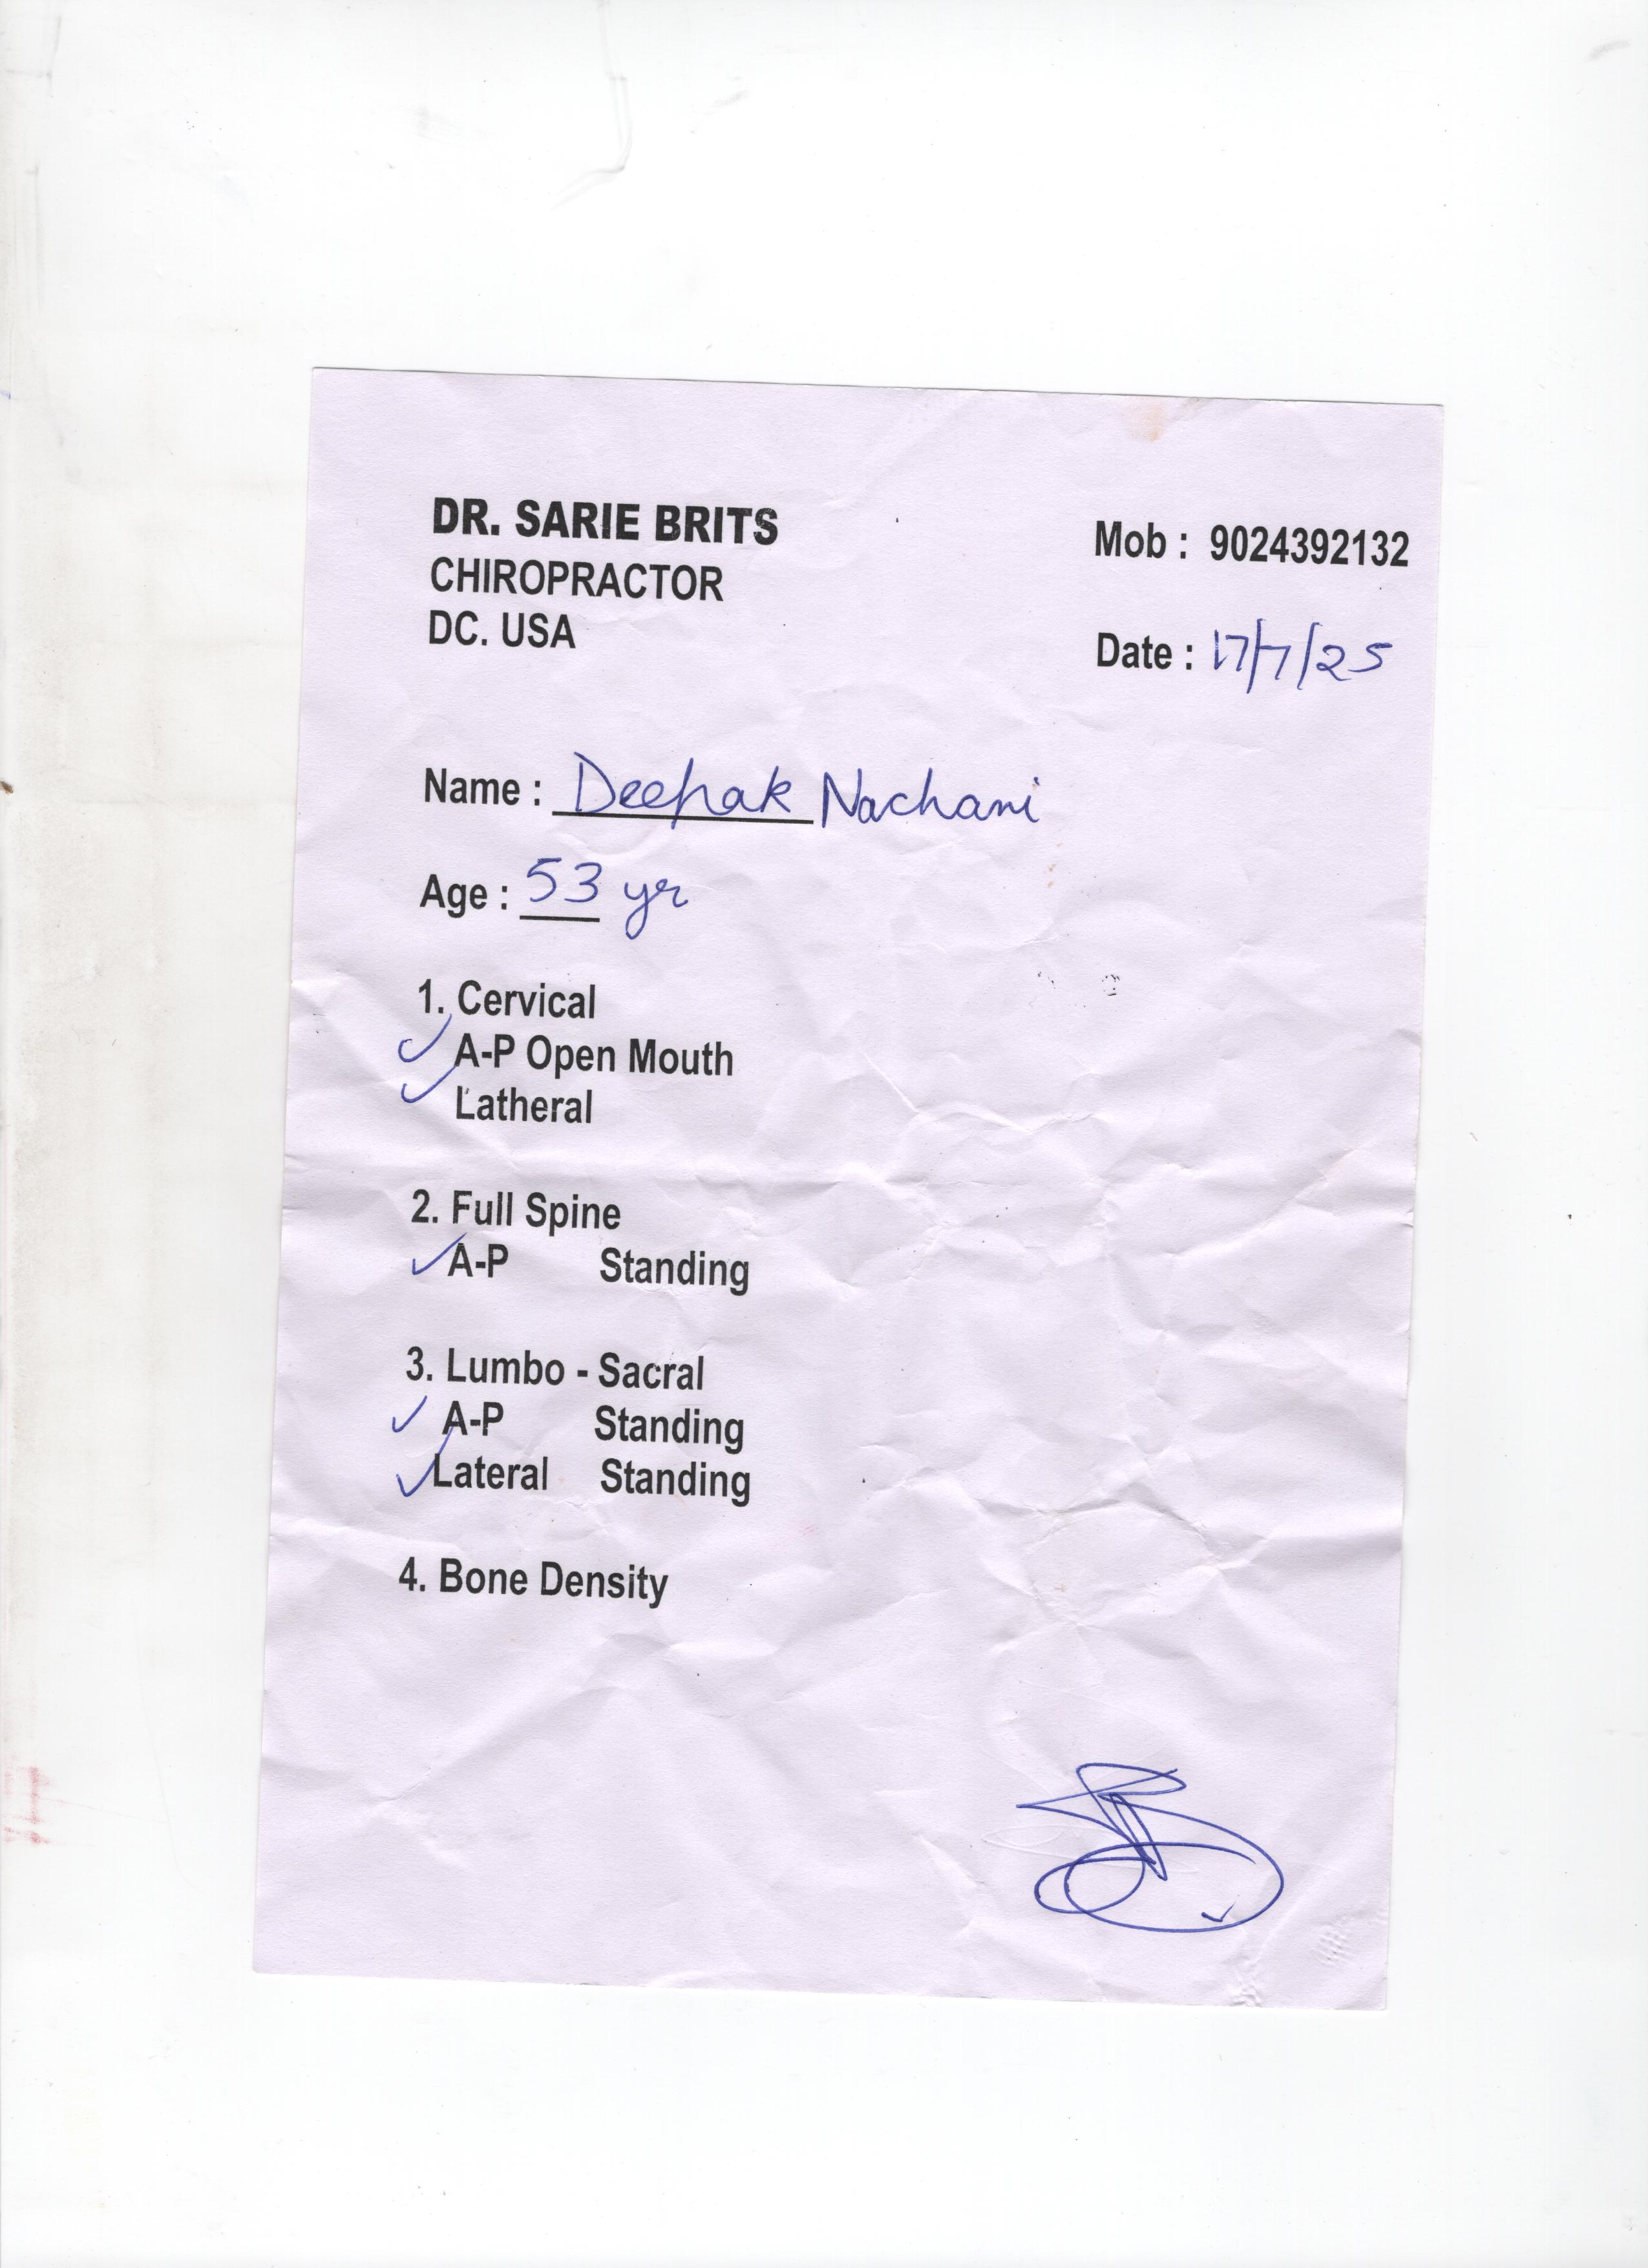 DR. SARIE BRITS
CHIROPRACTOR
DC. USA
Mob : 9024392132
Date : 17/7/25
Name : Deepak Nachani
Age : 53 yr
1. Cervical
✓ A-P Open Mouth
✓ Latheral
2. Full Spine
✓ A-P Standing
3. Lumbo - Sacral
✓ A-P Standing
✓ Lateral Standing
4. Bone Density